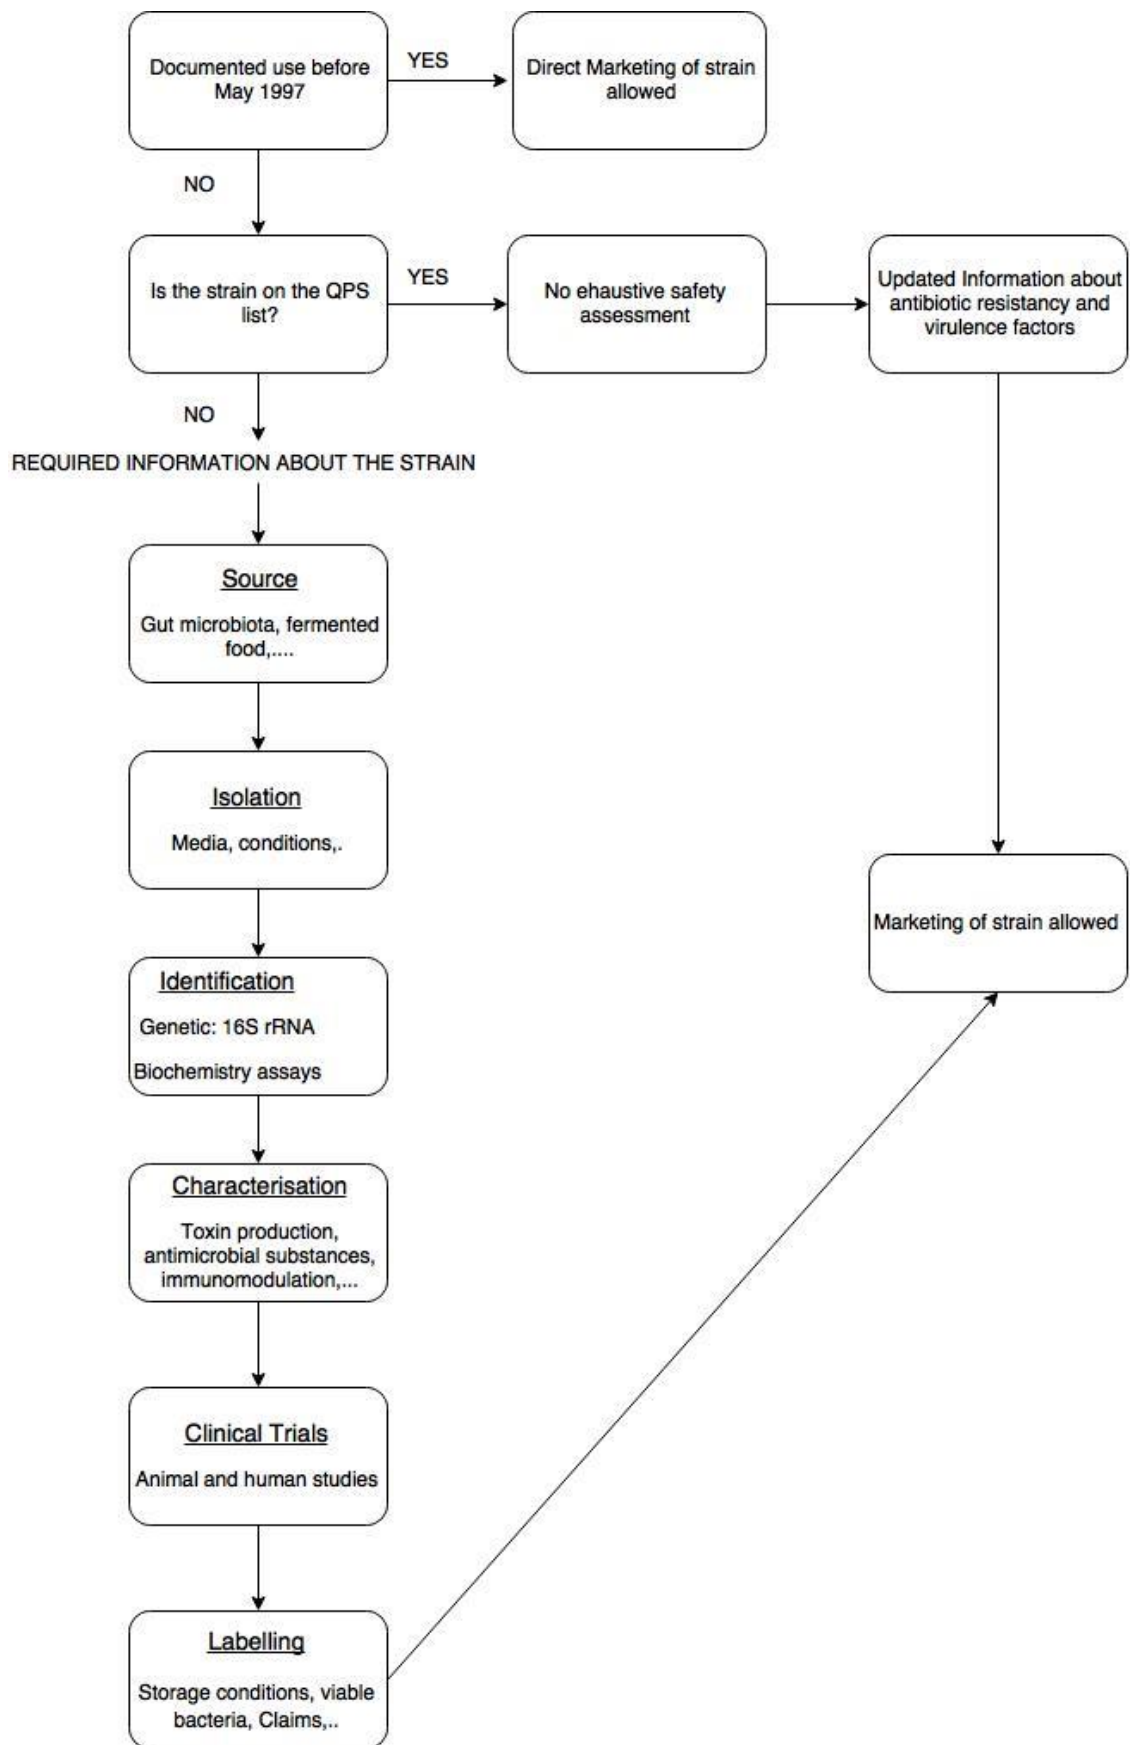 Documented use before
May 1997
YES
Direct Marketing of strain
allowed
NO
Is the strain on the QPS
list?
YES
No ehaustive safety
assessment
Updated Information about
antibiotic resistancy and
virulence factors
NO
REQUIRED INFORMATION ABOUT THE STRAIN
Source
Gut microbiota, fermented
food,....
Isolation
Media, conditions,.
Marketing of strain allowed
Identification
Genetic: 16S rRNA
Biochemistry assays
Characterisation
Toxin production,
antimicrobial substances,
immunomodulation,...
Clinical Trials
Animal and human studies
Labelling
Storage conditions, viable
bacteria, Claims,..